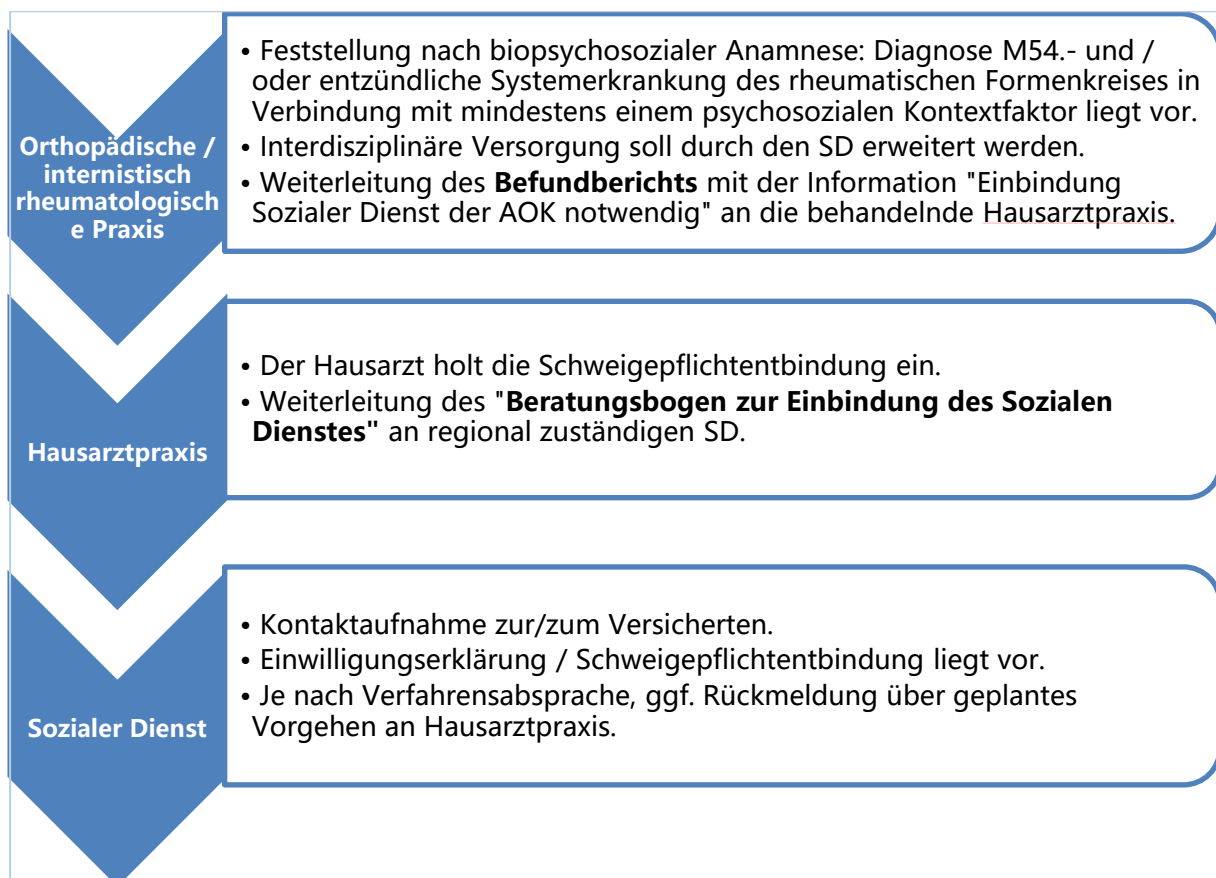 Orthopädische /
internistisch
rheumatologisch
e Praxis
• Feststellung nach biopsychosozialer Anamnese: Diagnose M54.- und /
oder entzündliche Systemerkrankung des rheumatischen Formenkreises in
Verbindung mit mindestens einem psychosozialen Kontextfaktor liegt vor.
• Interdisziplinäre Versorgung soll durch den SD erweitert werden.
• Weiterleitung des Befundberichts mit der Information "Einbindung
Sozialer Dienst der AOK notwendig" an die behandelnde Hausarztpraxis.
Hausarztpraxis
• Der Hausarzt holt die Schweigepflichtentbindung ein.
• Weiterleitung des "Beratungsbogen zur Einbindung des Sozialen
Dienstes" an regional zuständigen SD.
Sozialer Dienst
• Kontaktaufnahme zur/zum Versicherten.
• Einwilligungserklärung / Schweigepflichtentbindung liegt vor.
• Je nach Verfahrensabsprache, ggf. Rückmeldung über geplantes
Vorgehen an Hausarztpraxis.